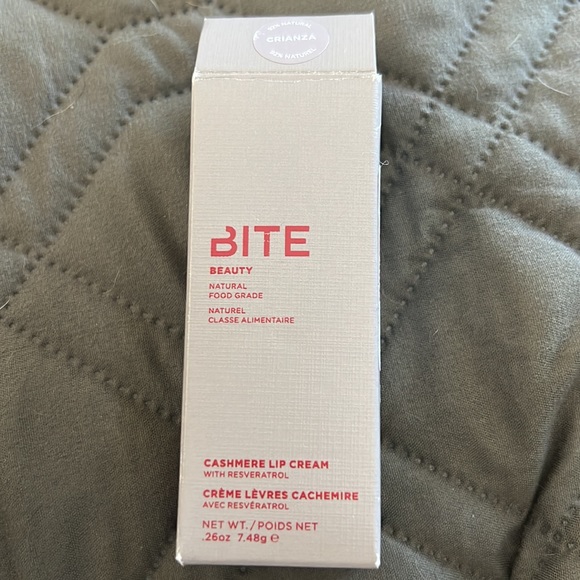 CRIANZA
BITE
BEAUTY
NATURAL
FOOD GRADE
NATUREL
CLASSE ALIMENTAIRE
CASHMERE LIP CREAM
WITH RESVERATROL
CRÈME LÈVRES CACHEMIRE
AVEC RESVÉRATROL
NET WT./POIDS NET
.26oz 7.48g ℮